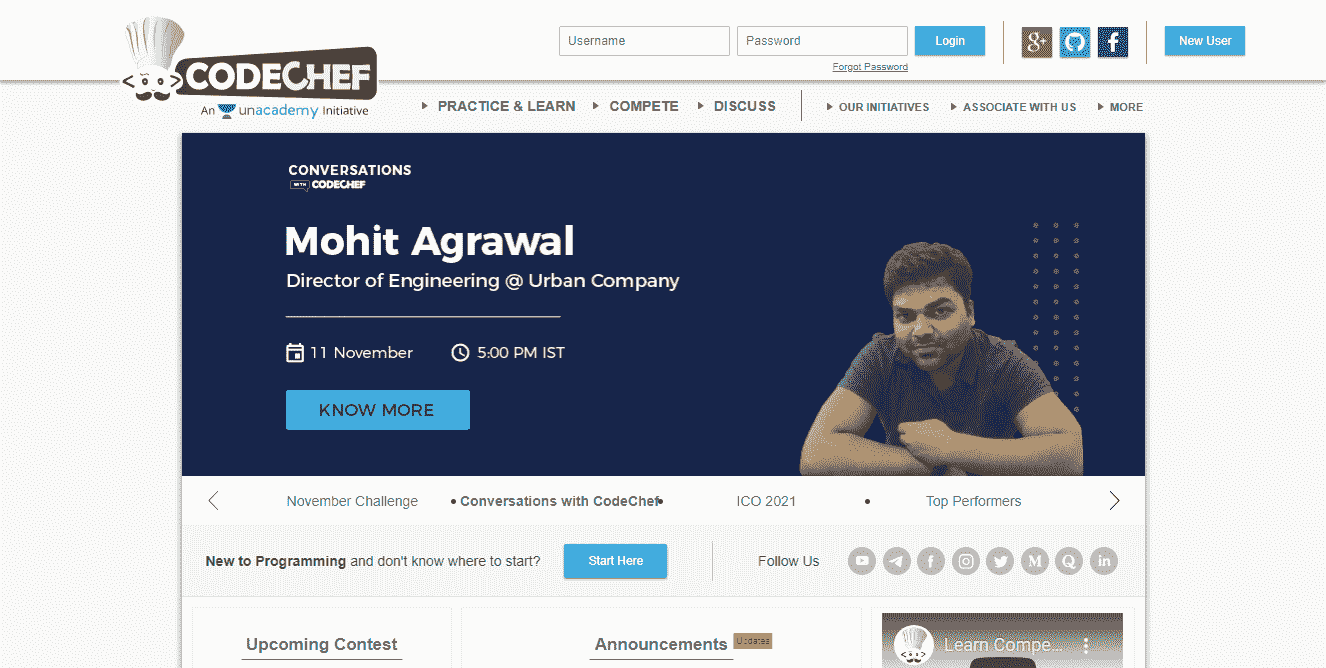 Username
Password
Login
g+
f
New User
Forgot Password
CODECHEF
An unacademy Initiative
PRACTICE & LEARN
COMPETE
DISCUSS
OUR INITIATIVES
ASSOCIATE WITH US
MORE
CONVERSATIONS
WITH CODECHEF
Mohit Agrawal
Director of Engineering @ Urban Company
11 November
5:00 PM IST
KNOW MORE
November Challenge
Conversations with CodeChef
ICO 2021
Top Performers
New to Programming and don't know where to start?
Start Here
Follow Us
Upcoming Contest
Announcements
Updates
Learn Compe...